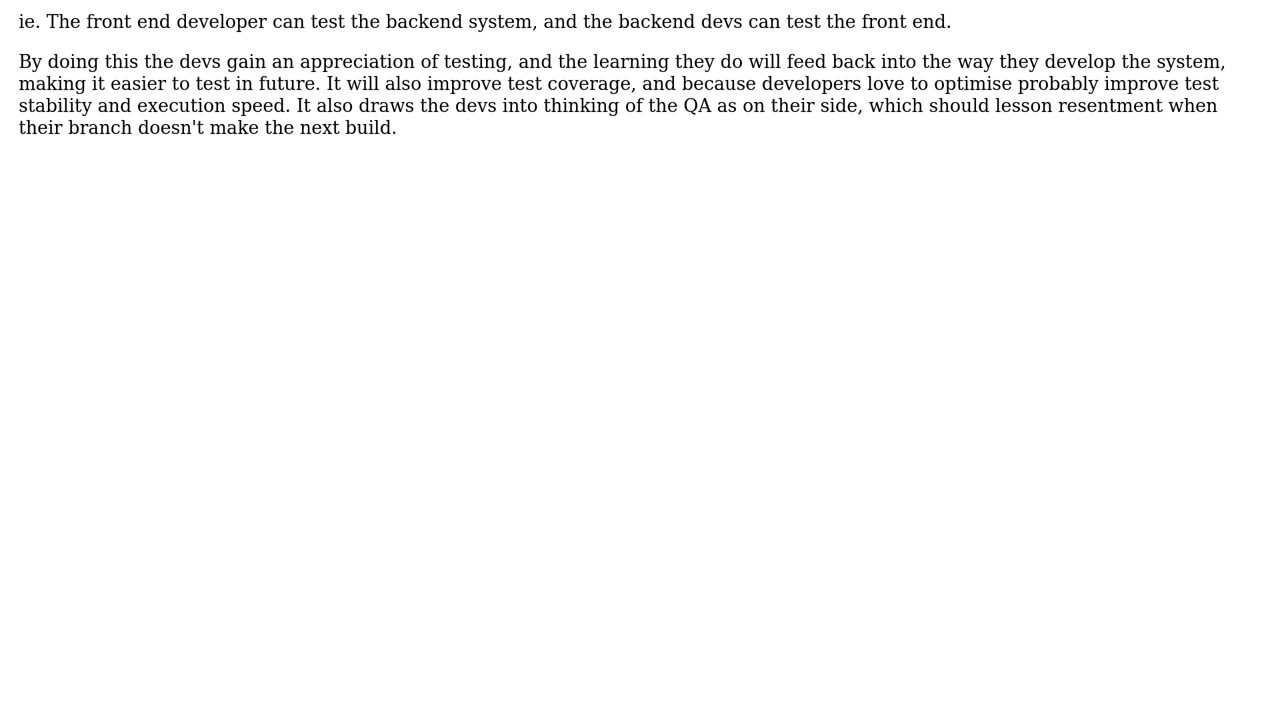 ie. The front end developer can test the backend system, and the backend devs can test the front end.
By doing this the devs gain an appreciation of testing, and the learning they do will feed back into the way they develop the system,
making it easier to test in future. It will also improve test coverage, and because developers love to optimise probably improve test
stability and execution speed. It also draws the devs into thinking of the QA as on their side, which should lesson resentment when
their branch doesn't make the next build.